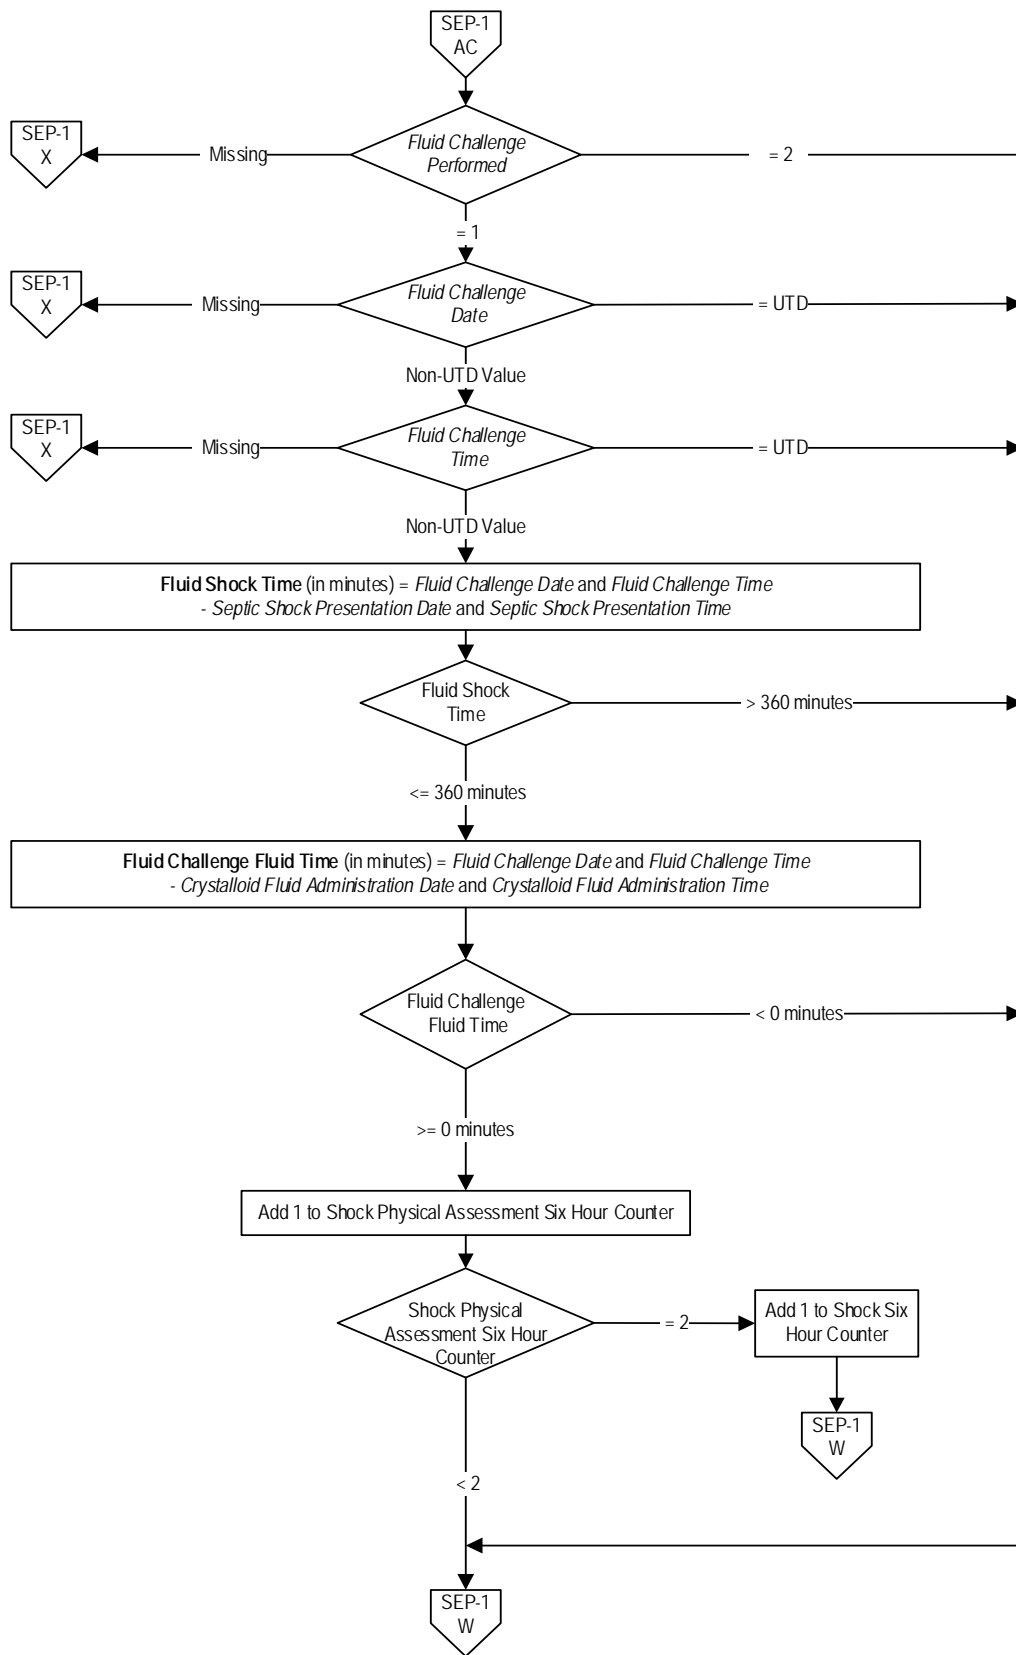 SEP-1
AC
Fluid Challenge
Performed
SEP-1
X
Missing
= 2
= 1
Fluid Challenge
Date
SEP-1
X
Missing
= UTD
Non-UTD Value
Fluid Challenge
Time
SEP-1
X
Missing
= UTD
Non-UTD Value
Fluid Shock Time (in minutes) = Fluid Challenge Date and Fluid Challenge Time
- Septic Shock Presentation Date and Septic Shock Presentation Time
Fluid Shock
Time
> 360 minutes
<= 360 minutes
Fluid Challenge Fluid Time (in minutes) = Fluid Challenge Date and Fluid Challenge Time
- Crystalloid Fluid Administration Date and Crystalloid Fluid Administration Time
Fluid Challenge
Fluid Time
< 0 minutes
>= 0 minutes
Add 1 to Shock Physical Assessment Six Hour Counter
Shock Physical
Assessment Six Hour
Counter
= 2
Add 1 to Shock Six
Hour Counter
SEP-1
W
< 2
SEP-1
W